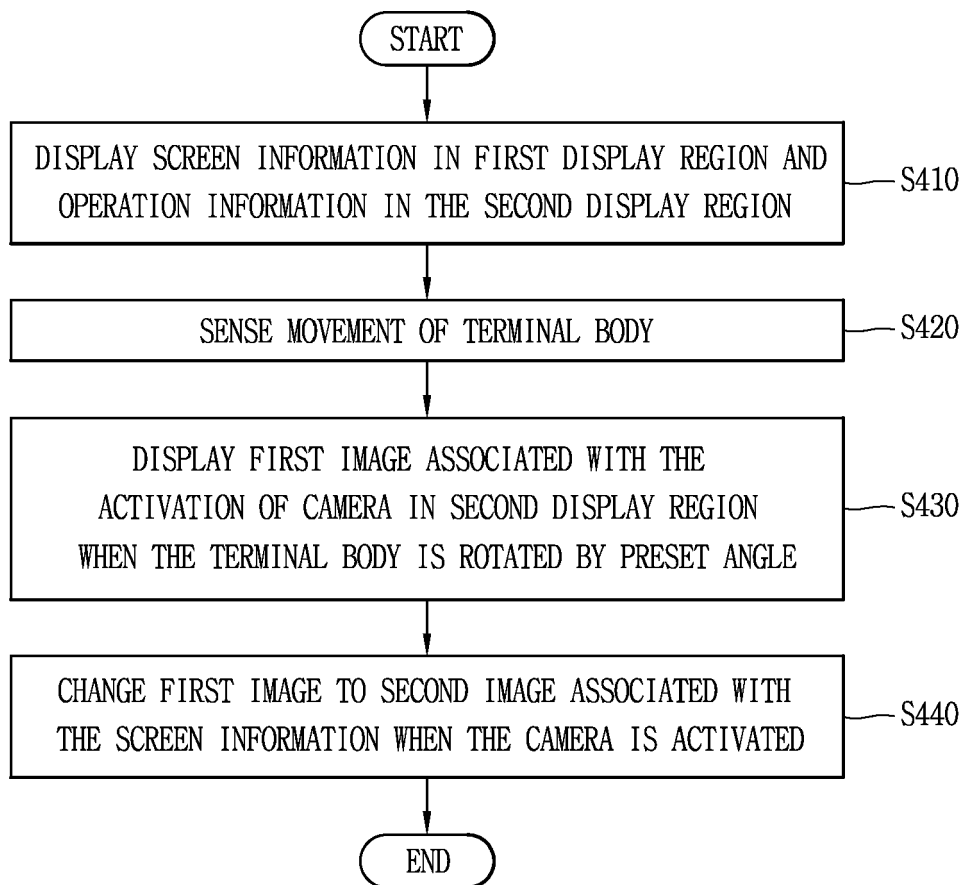 START
DISPLAY SCREEN INFORMATION IN FIRST DISPLAY REGION AND
OPERATION INFORMATION IN THE SECOND DISPLAY REGION
S410
SENSE MOVEMENT OF TERMINAL BODY
S420
DISPLAY FIRST IMAGE ASSOCIATED WITH THE
ACTIVATION OF CAMERA IN SECOND DISPLAY REGION
WHEN THE TERMINAL BODY IS ROTATED BY PRESET ANGLE
S430
CHANGE FIRST IMAGE TO SECOND IMAGE ASSOCIATED WITH
THE SCREEN INFORMATION WHEN THE CAMERA IS ACTIVATED
S440
END